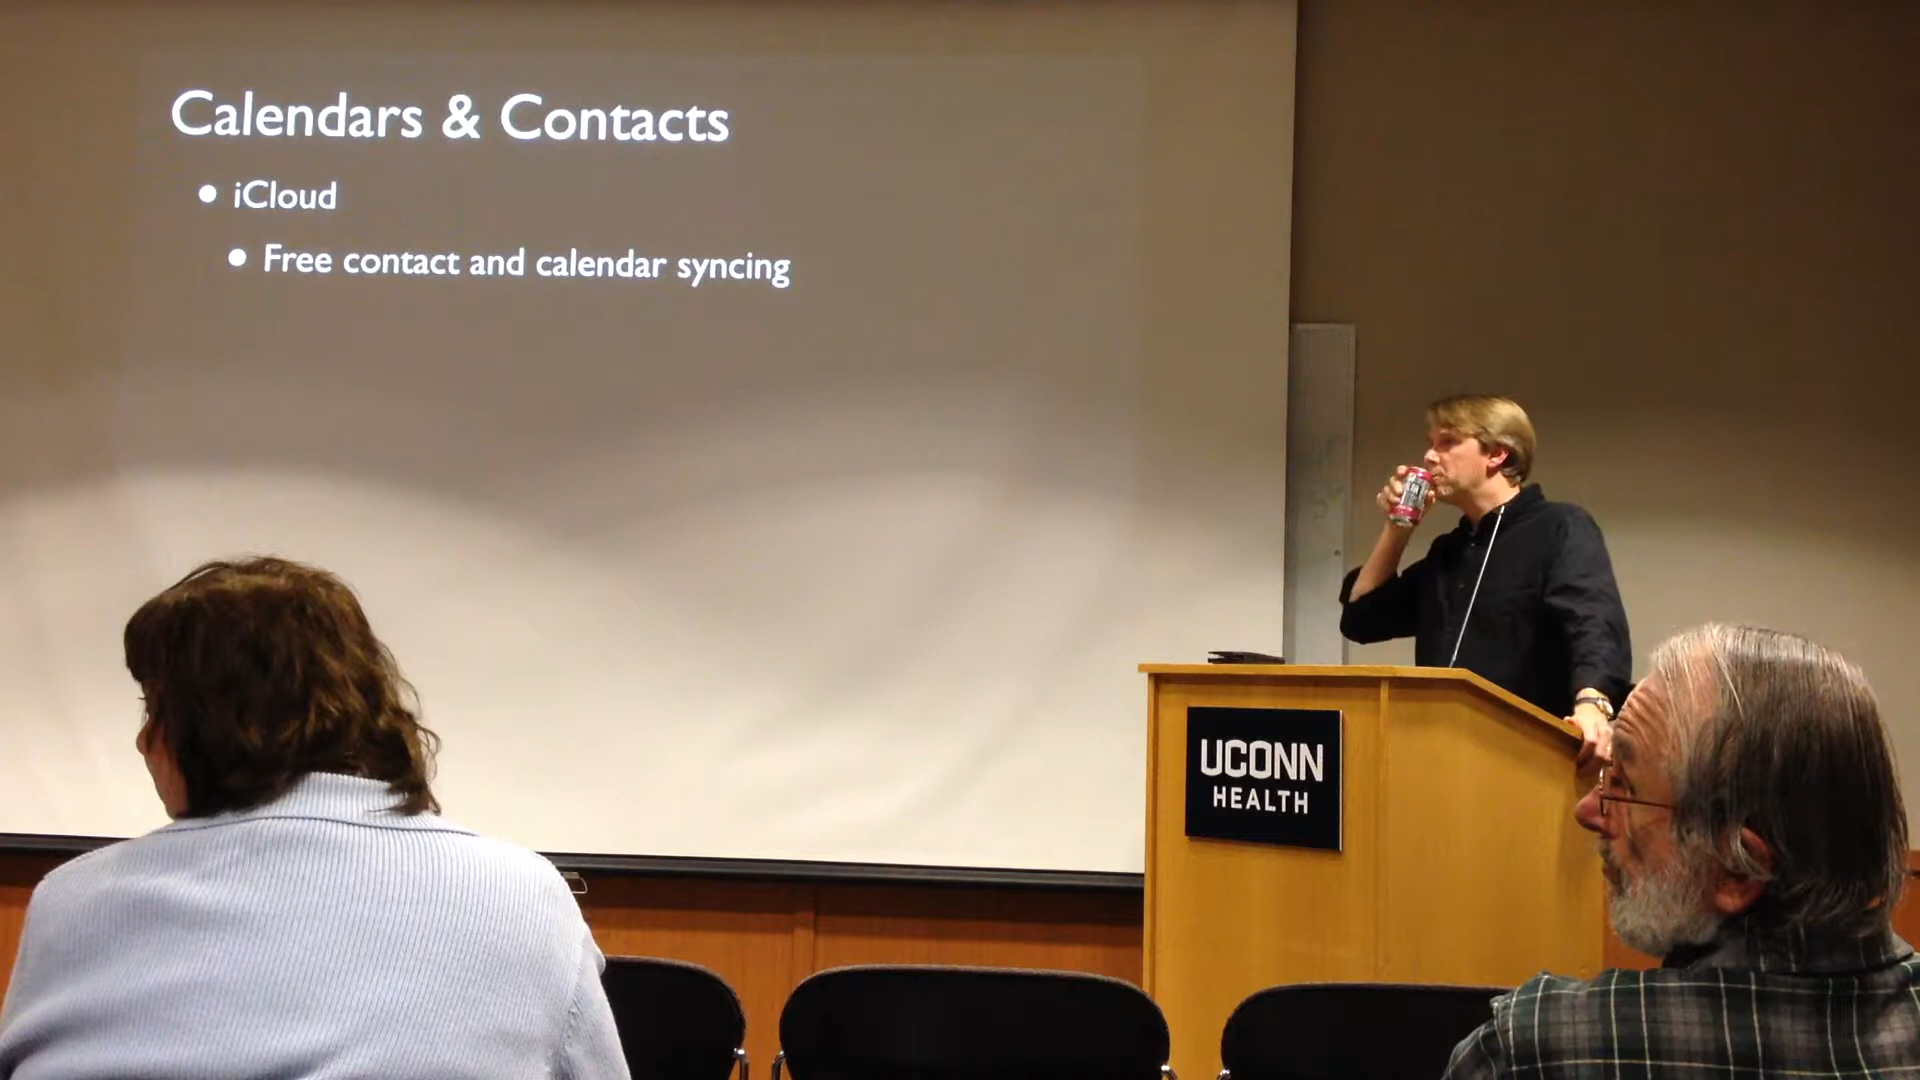 Calendars & Contacts
• iCloud
• Free contact and calendar syncing
UCONN
HEALTH